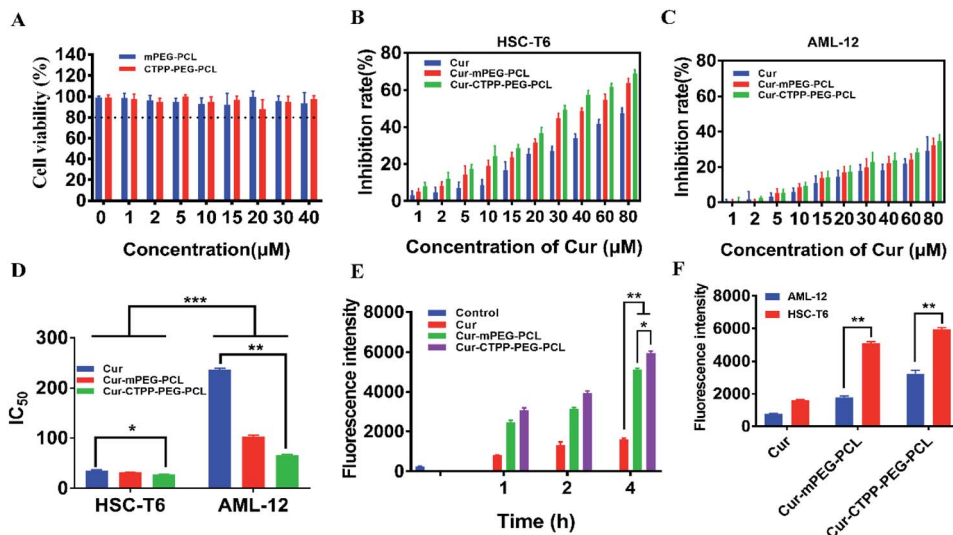 A
mPEG-PCL
CTPP-PEG-PCL
Cell viability (%)
140
120
100
80
60
40
20
0
0 1 2 5 10 15 20 30 40
Concentration(μM)
B
HSC-T6
Cur
Cur-mPEG-PCL
Cur-CTPP-PEG-PCL
Inhibition rate(%)
80
60
40
20
0
1 2 5 10 15 20 30 40 60 80
Concentration of Cur (μM)
C
AML-12
Cur
Cur-mPEG-PCL
Cur-CTPP-PEG-PCL
Inhibition rate(%)
80
60
40
20
0
1 2 5 10 15 20 30 40 60 80
Concentration of Cur (μM)
D
***
**
*
Cur
Cur-mPEG-PCL
Cur-CTPP-PEG-PCL
IC50
300
200
100
00
HSC-T6 AML-12
E
Control
Cur
Cur-mPEG-PCL
Cur-CTPP-PEG-PCL
**
*
Fluorescence intensity
8000
6000
4000
2000
0
1 2 4
Time (h)
F
AML-12
HSC-T6
**
**
Fluorescence intensity
8000
6000
4000
2000
0
Cur
Cur-mPEG-PCL
Cur-CTPP-PEG-PCL